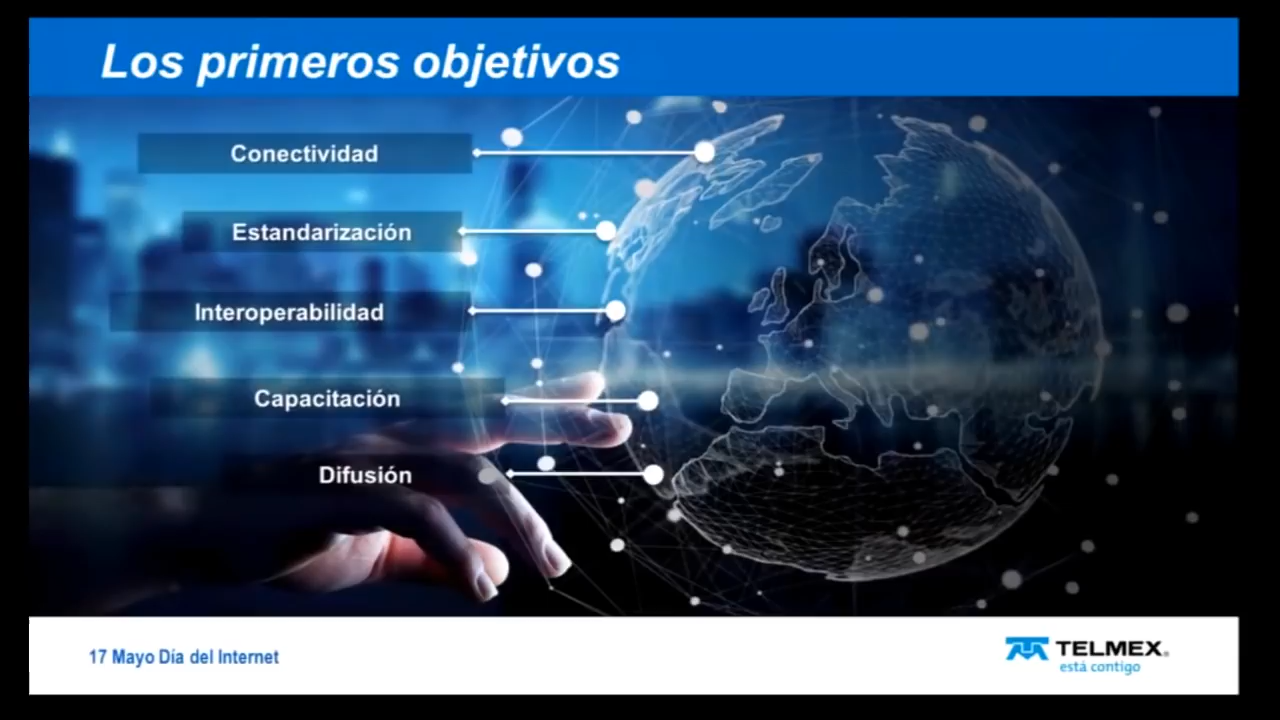 Los primeros objetivos
Conectividad
Estandarización
Interoperabilidad
Capacitación
Difusión
17 Mayo Día del Internet
TELMEX®
está contigo